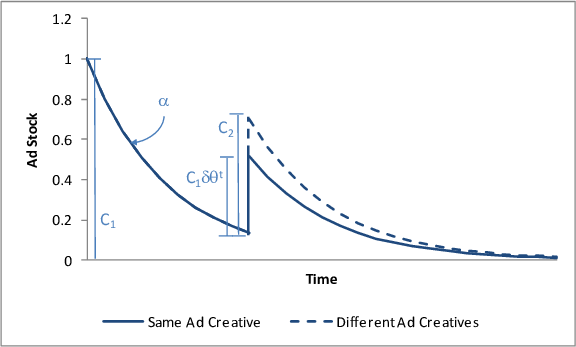 1.2
1
0.8
0.6
0.4
0.2
0
Ad Stock
α
C₂
C₁δθᵗ
C₁
Time
Same Ad Creative
Different Ad Creatives